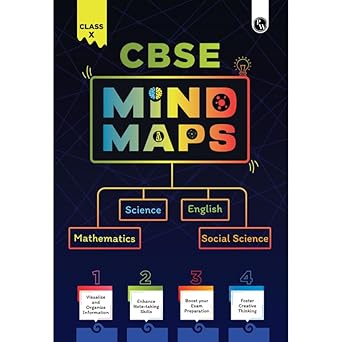 CLASS
X
PW
CBSE
MIND
MAPS
Science
English
Mathematics
Social Science
1
2
3
4
Visualize
and
Organize
Information
Enhance
Note-taking
Skills
Boost your
Exam
Preparation
Foster
Creative
Thinking